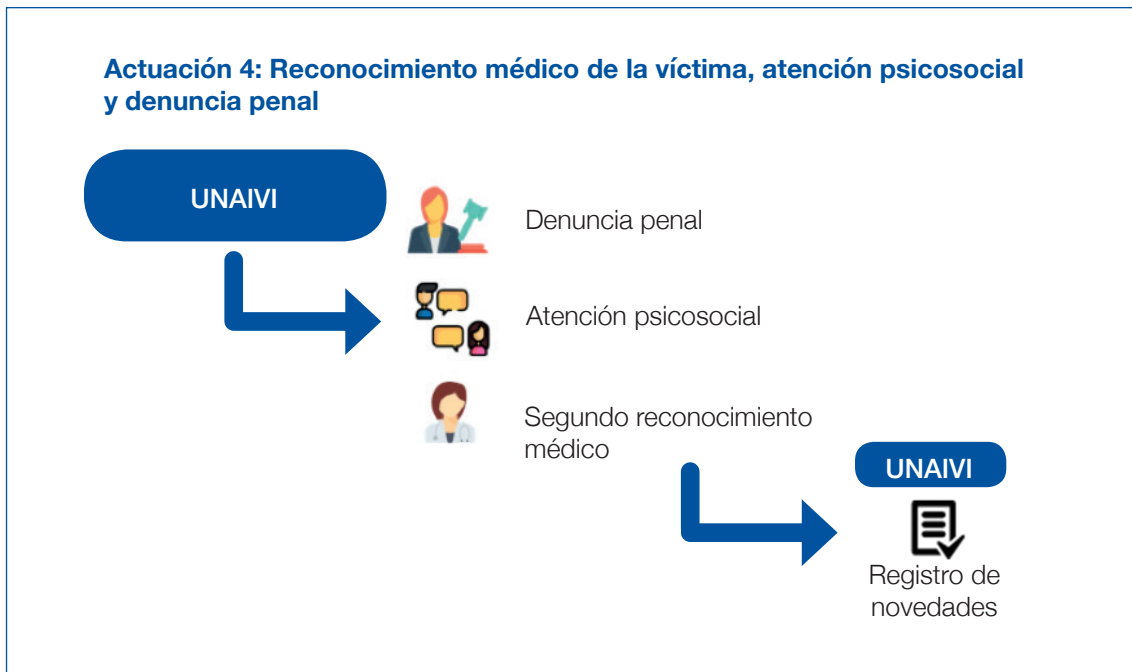 Actuación 4: Reconocimiento médico de la víctima, atención psicosocial
y denuncia penal
UNAIVI
Denuncia penal
Atención psicosocial
Segundo reconocimiento
médico
UNAIVI
Registro de
novedades